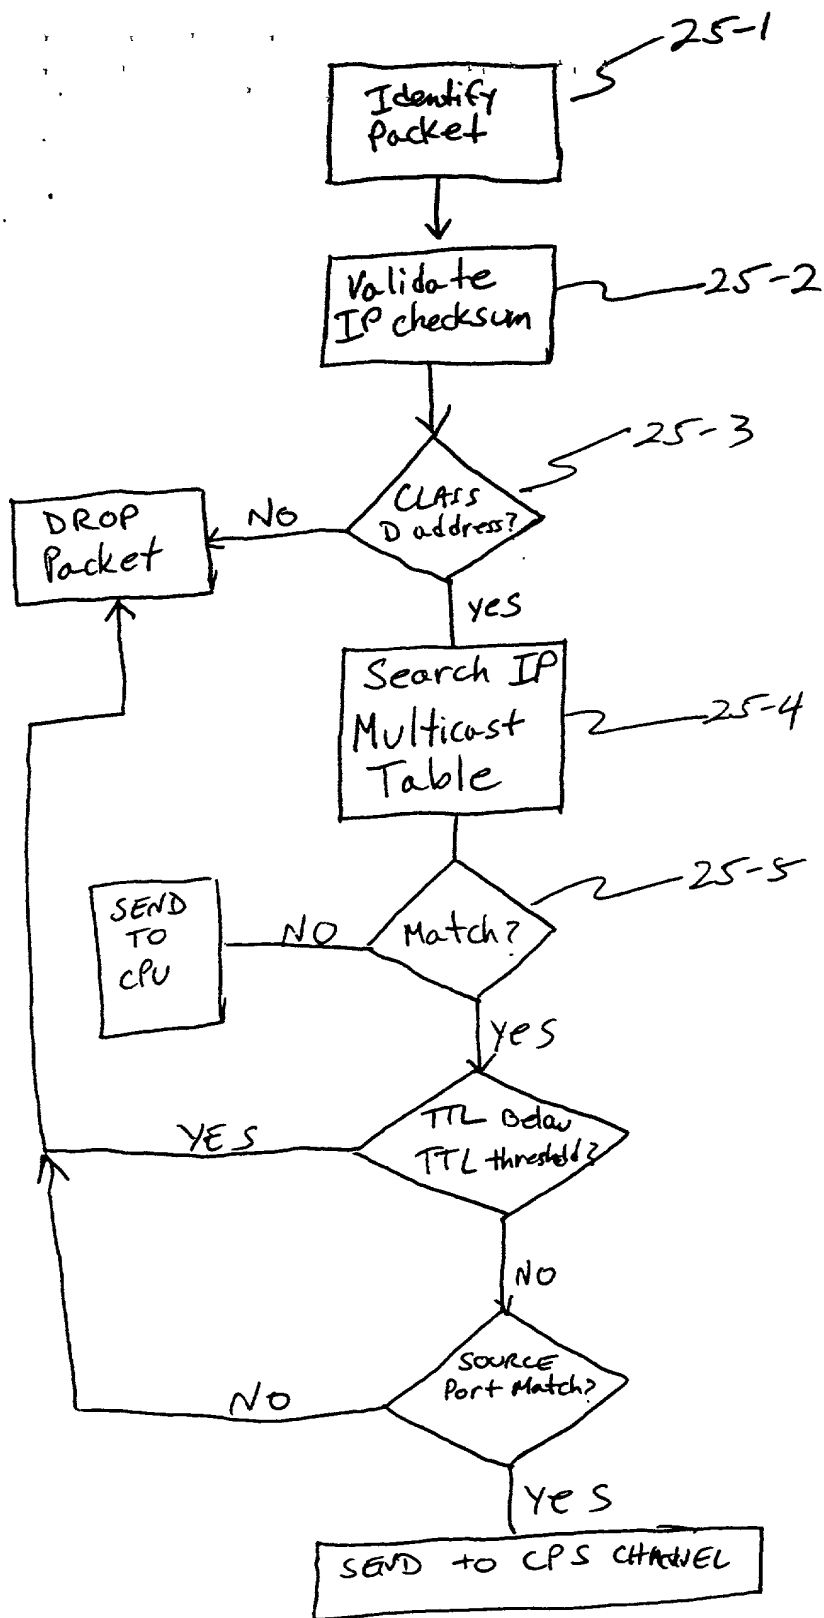 25-1
Identify
Packet
Validate
IP checksum
25-2
25-3
CLASS
D address?
NO
DROP
Packet
yes
Search IP
Multicast
Table
25-4
25-5
Match?
NO
SEND
TO
CPU
yes
TTL Below
TTL threshold?
YES
NO
SOURCE
Port Match?
NO
yes
SEND to CPS CHANNEL